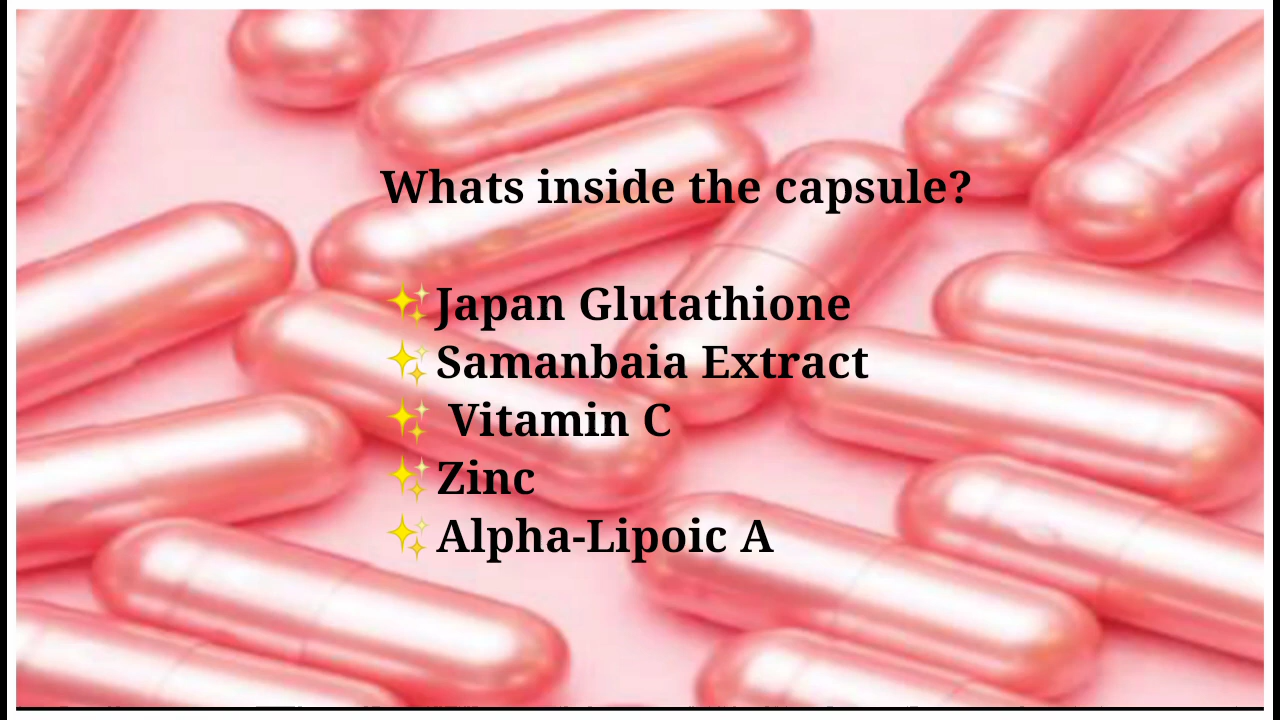 Whats inside the capsule?
✨Japan Glutathione
✨Samanbaia Extract
✨ Vitamin C
✨Zinc
✨Alpha-Lipoic A